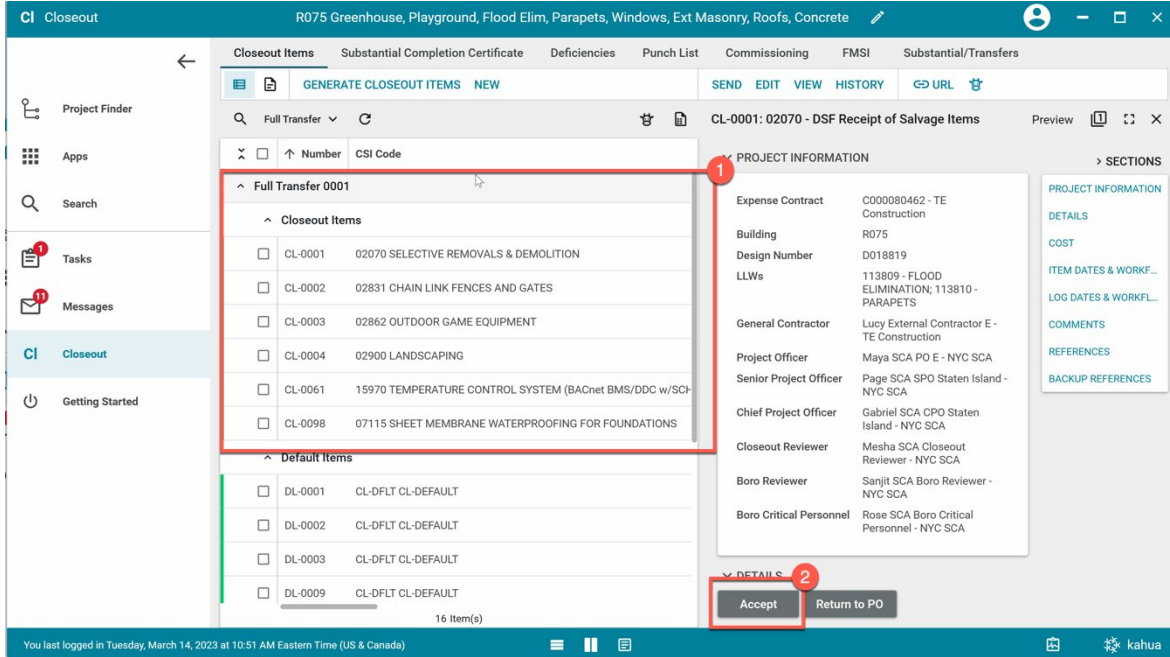 Cl Closeout
R075 Greenhouse, Playground, Flood Elim, Parapets, Windows, Ext Masonry, Roofs, Concrete
Project Finder
Apps
Search
1
Tasks
11
Messages
Cl Closeout
Getting Started
Closeout Items Substantial Completion Certificate Deficiencies Punch List Commissioning FMSI Substantial/Transfers
GENERATE CLOSEOUT ITEMS NEW
SEND EDIT VIEW HISTORY URL
Full Transfer
Number CSI Code
1
Full Transfer 0001
Closeout Items
CL-0001 02070 SELECTIVE REMOVALS & DEMOLITION
CL-0002 02831 CHAIN LINK FENCES AND GATES
CL-0003 02862 OUTDOOR GAME EQUIPMENT
CL-0004 02900 LANDSCAPING
CL-0061 15970 TEMPERATURE CONTROL SYSTEM (BACnet BMS/DDC w/SCH
CL-0098 07115 SHEET MEMBRANE WATERPROOFING FOR FOUNDATIONS
Default Items
DL-0001 CL-DFLT CL-DEFAULT
DL-0002 CL-DFLT CL-DEFAULT
DL-0003 CL-DFLT CL-DEFAULT
DL-0009 CL-DFLT CL-DEFAULT
16 Item(s)
CL-0001: 02070 - DSF Receipt of Salvage Items
Preview 1
PROJECT INFORMATION
Expense Contract C000080462 - TE
Construction
Building R075
Design Number D018819
LLWs 113809 - FLOOD
ELIMINATION; 113810 -
PARAPETS
General Contractor Lucy External Contractor E -
TE Construction
Project Officer Maya SCA PO E - NYC SCA
Senior Project Officer Page SCA SPO Staten Island -
NYC SCA
Chief Project Officer Gabriel SCA CPO Staten
Island - NYC SCA
Closeout Reviewer Mesha SCA Closeout
Reviewer - NYC SCA
Boro Reviewer Sanjit SCA Boro Reviewer -
NYC SCA
Boro Critical Personnel Rose SCA Boro Critical
Personnel - NYC SCA
DETAILS
2
Accept Return to PO
SECTIONS
PROJECT INFORMATION
DETAILS
COST
ITEM DATES & WORKF...
LOG DATES & WORKFL...
COMMENTS
REFERENCES
BACKUP REFERENCES
You last logged in Tuesday, March 14, 2023 at 10:51 AM Eastern Time (US & Canada)
kahua